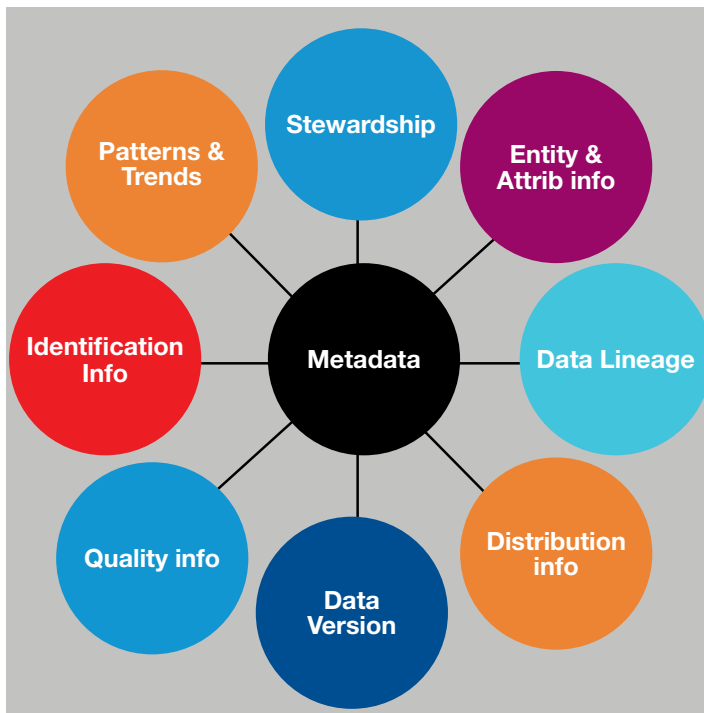 Stewardship
Patterns &
Trends
Entity &
Attrib info
Identification
Info
Metadata
Data Lineage
Quality info
Distribution
info
Data
Version